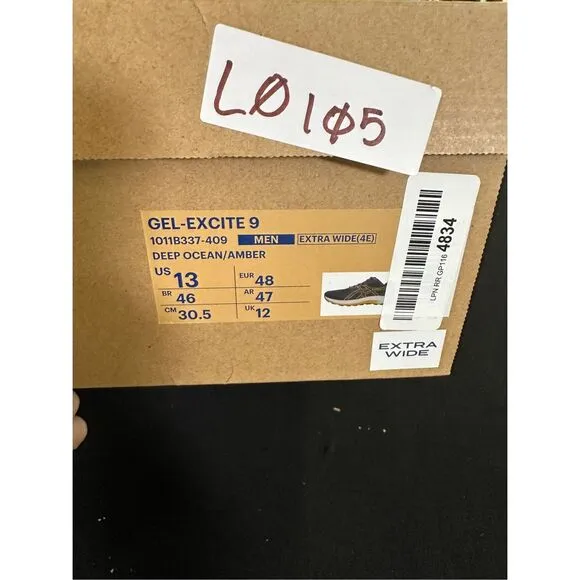 LØ1φ5
GEL-EXCITE 9
1011B337-409 MEN EXTRA WIDE(4E)
DEEP OCEAN/AMBER
US 13 EUR 48
BR 46 AR 47
CM 30.5 UK 12
LPN RR GP116 4834
EXTRA
WIDE